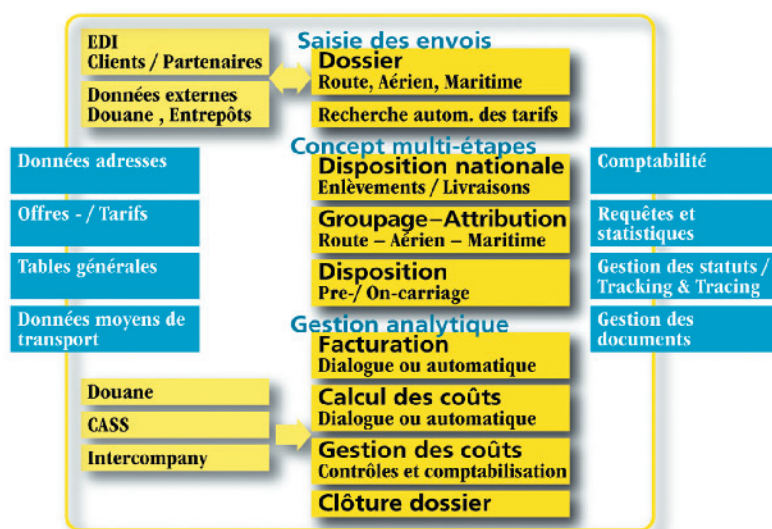 EDI
Clients / Partenaires
Données externes
Douane , Entrepôts
Saisie des envois
Dossier
Route, Aérien, Maritime
Recherche autom. des tarifs
Données adresses
Offres - / Tarifs
Tables générales
Données moyens de
transport
Concept multi-étapes
Disposition nationale
Enlèvements / Livraisons
Groupage–Attribution
Route – Aérien – Maritime
Disposition
Pre-/ On-carriage
Comptabilité
Requêtes et
statistiques
Gestion des statuts /
Tracking & Tracing
Gestion des
documents
Gestion analytique
Facturation
Dialogue ou automatique
Calcul des coûts
Dialogue ou automatique
Gestion des coûts
Contrôles et comptabilisation
Clôture dossier
Douane
CASS
Intercompany